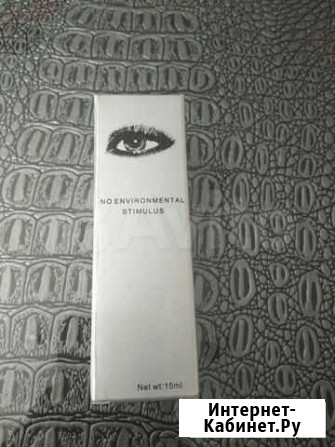 NO ENVIRONMENTAL
STIMULUS
Net wt:15ml
Интернет-
Кабинет.Ру